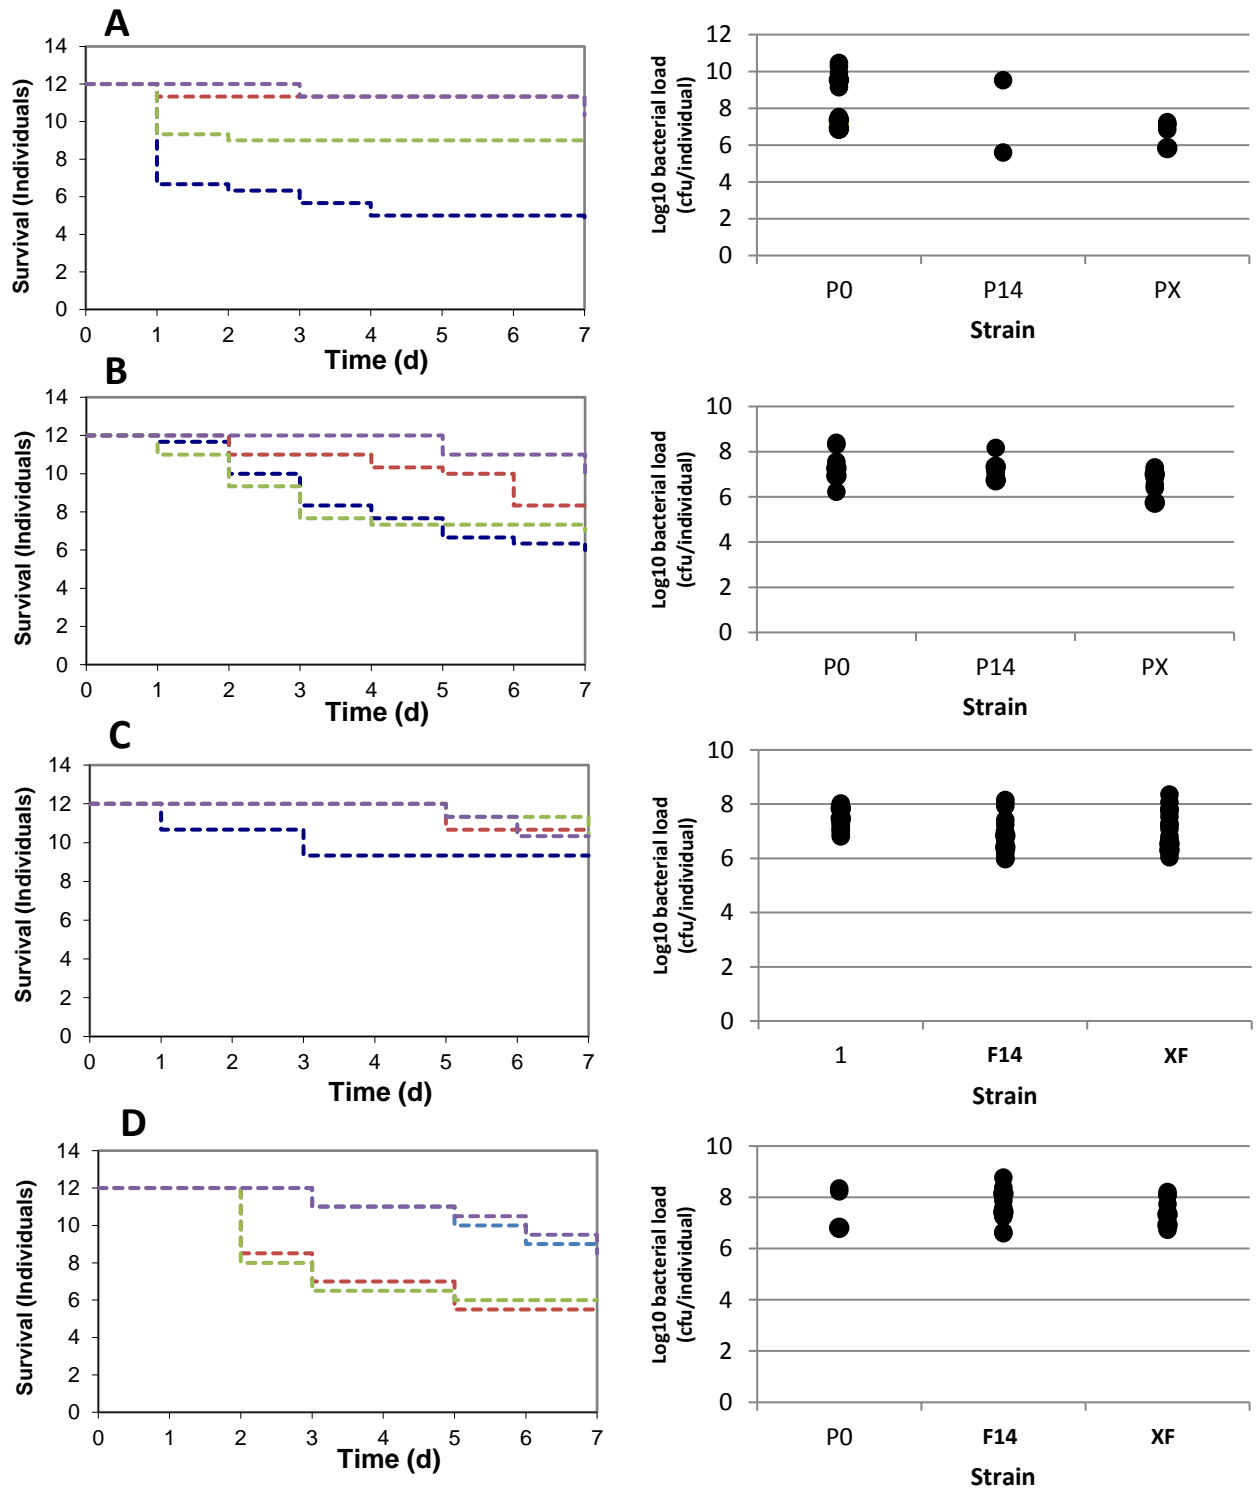 A
14
12
10
8
6
4
2
0
Survival (Individuals)
0 1 2 3 4 5 6 7
Time (d)
12
10
8
6
4
2
0
Log10 bacterial load
(cfu/individual)
P0 P14 PX
Strain
B
14
12
10
8
6
4
2
0
Survival (Individuals)
0 1 2 3 4 5 6 7
Time (d)
10
8
6
4
2
0
Log10 bacterial load
(cfu/individual)
P0 P14 PX
Strain
C
14
12
10
8
6
4
2
0
Survival (Individuals)
0 1 2 3 4 5 6 7
Time (d)
10
8
6
4
2
0
Log10 bacterial load
(cfu/individual)
1 F14 XF
Strain
D
14
12
10
8
6
4
2
0
Survival (Individuals)
0 1 2 3 4 5 6 7
Time (d)
10
8
6
4
2
0
Log10 bacterial load
(cfu/individual)
P0 F14 XF
Strain